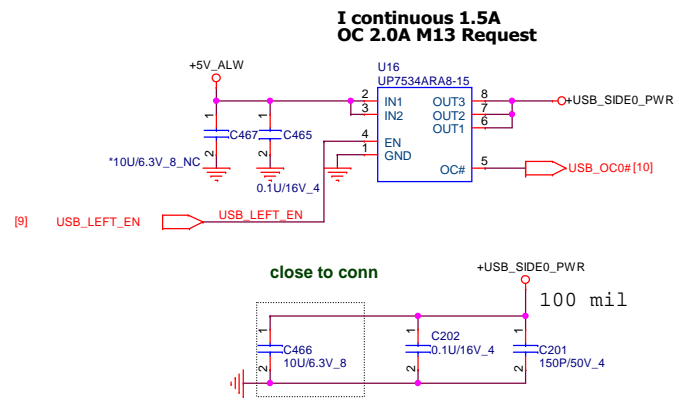 I continuous 1.5A
OC 2.0A M13 Request
+5V_ALW
U16
UP7534ARA8-15
2 IN1 OUT3 8 +USB_SIDE0_PWR
3 IN2 OUT2 7
OUT1 6
1 C467 1 C465
4 EN
1 GND
OC# 5 USB_OC0# [10]
2 2
*10U/6.3V_8_NC
0.1U/16V_4
[9] USB_LEFT_EN USB_LEFT_EN
close to conn
+USB_SIDE0_PWR
100 mil
1 C466 1 C202 1 C201
2 10U/6.3V_8 2 0.1U/16V_4 2 150P/50V_4